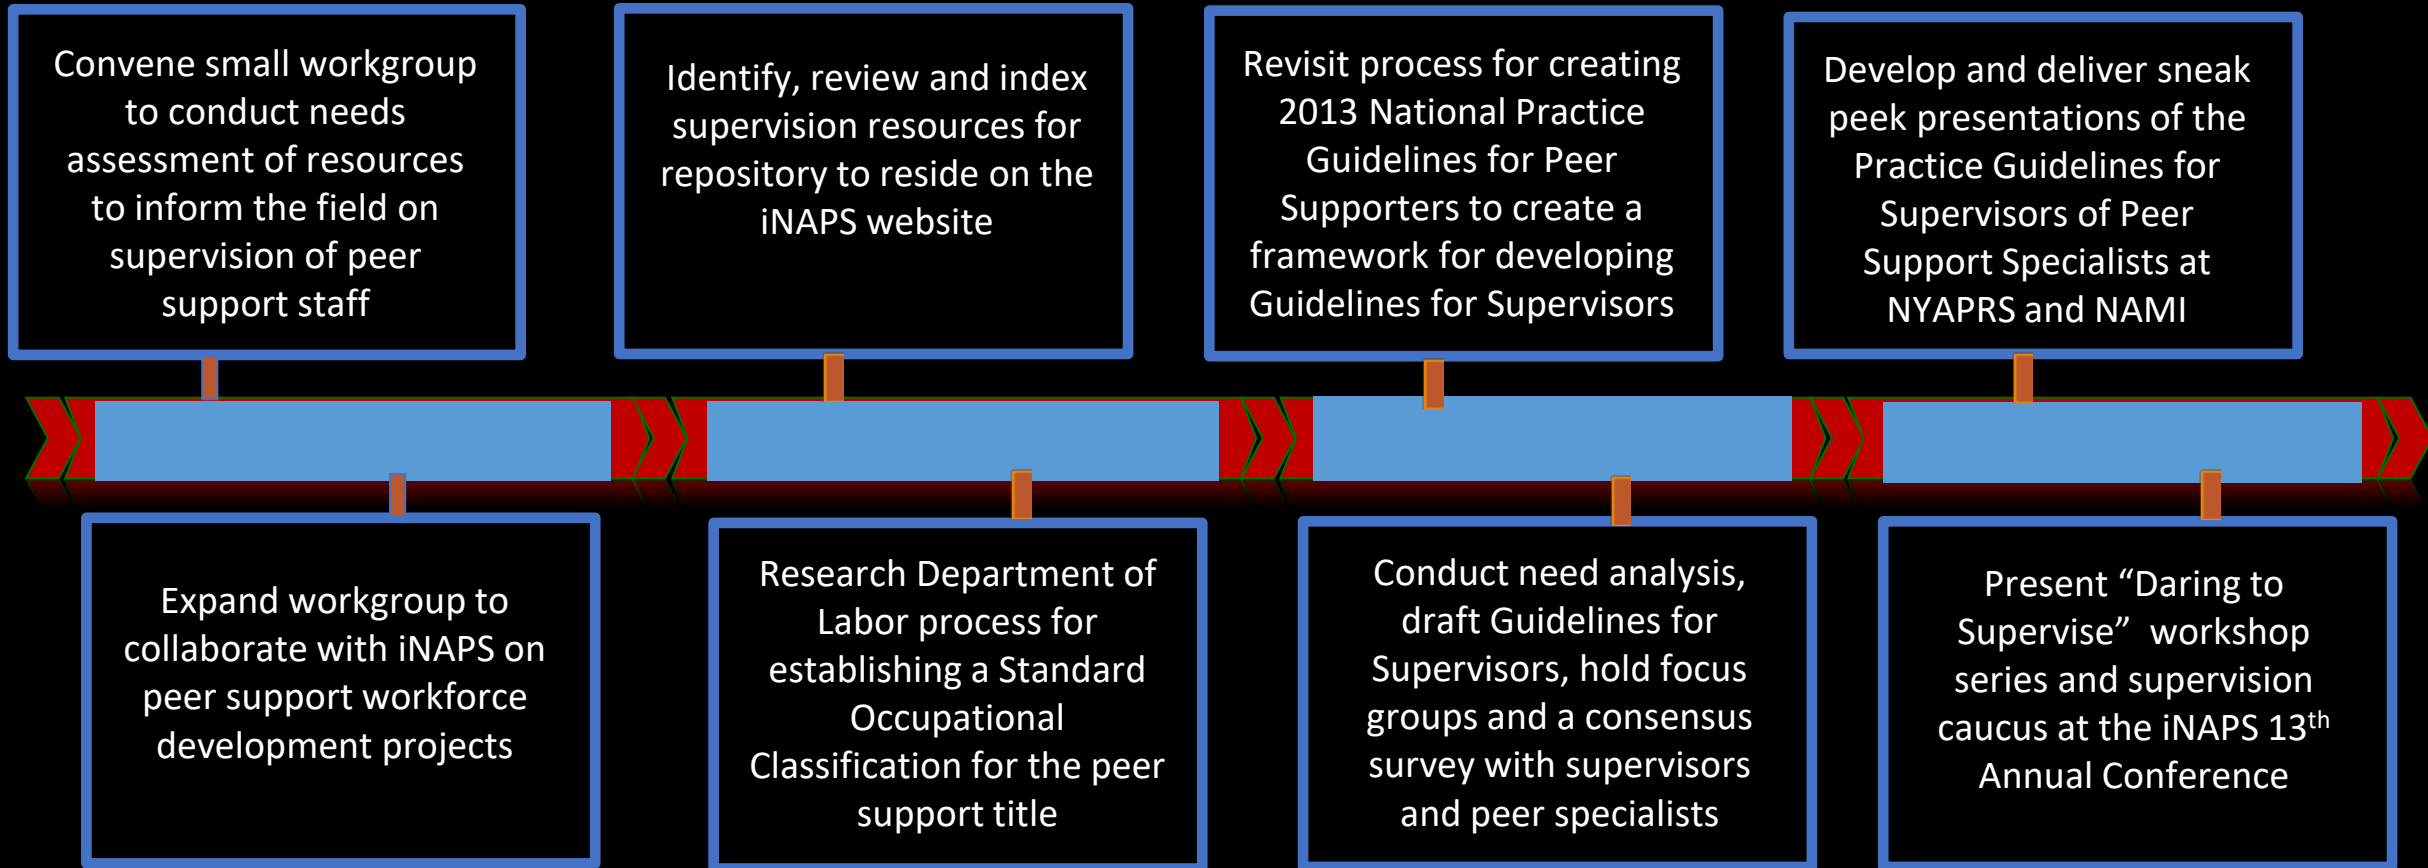 Convene small workgroup
to conduct needs
assessment of resources
to inform the field on
supervision of peer
support staff
Identify, review and index
supervision resources for
repository to reside on the
iNAPS website
Revisit process for creating
2013 National Practice
Guidelines for Peer
Supporters to create a
framework for developing
Guidelines for Supervisors
Develop and deliver sneak
peek presentations of the
Practice Guidelines for
Supervisors of Peer
Support Specialists at
NYAPRS and NAMI
Expand workgroup to
collaborate with iNAPS on
peer support workforce
development projects
Research Department of
Labor process for
establishing a Standard
Occupational
Classification for the peer
support title
Conduct need analysis,
draft Guidelines for
Supervisors, hold focus
groups and a consensus
survey with supervisors
and peer specialists
Present “Daring to
Supervise” workshop
series and supervision
caucus at the iNAPS 13th
Annual Conference